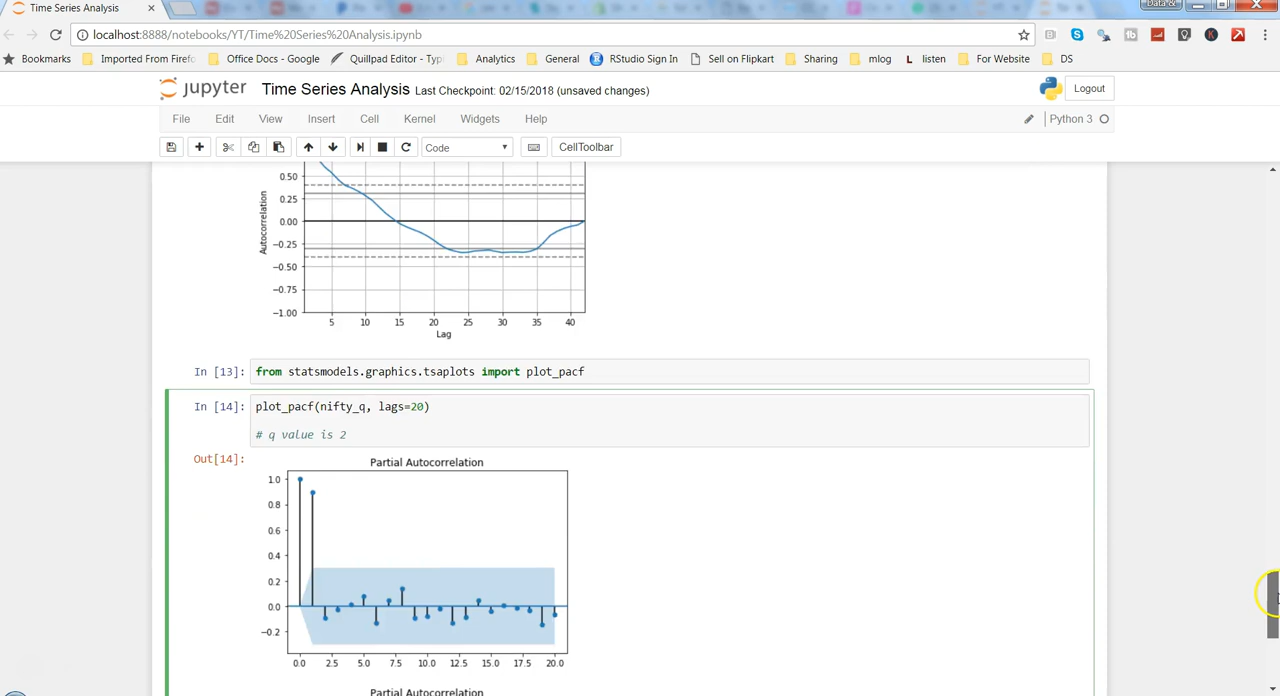 Time Series Analysis
Data &
localhost:8888/notebooks/YT/Time%20Series%20Analysis.ipynb
Bookmarks Imported From Firefo Office Docs - Google Quillpad Editor - Typi Analytics General RStudio Sign In Sell on Flipkart Sharing mlog L listen For Website DS
jupyter Time Series Analysis Last Checkpoint: 02/15/2018 (unsaved changes) Logout
File Edit View Insert Cell Kernel Widgets Help Python 3
Code CellToolbar
0.50
0.25
0.00
−0.25
−0.50
−0.75
−1.00
Autocorrelation
5 10 15 20 25 30 35 40
Lag
In [13]: from statsmodels.graphics.tsaplots import plot_pacf
In [14]: plot_pacf(nifty_q, lags=20)
# q value is 2
Out[14]:
Partial Autocorrelation
1.0
0.8
0.6
0.4
0.2
0.0
−0.2
0.0 2.5 5.0 7.5 10.0 12.5 15.0 17.5 20.0
Partial Autocorrelation